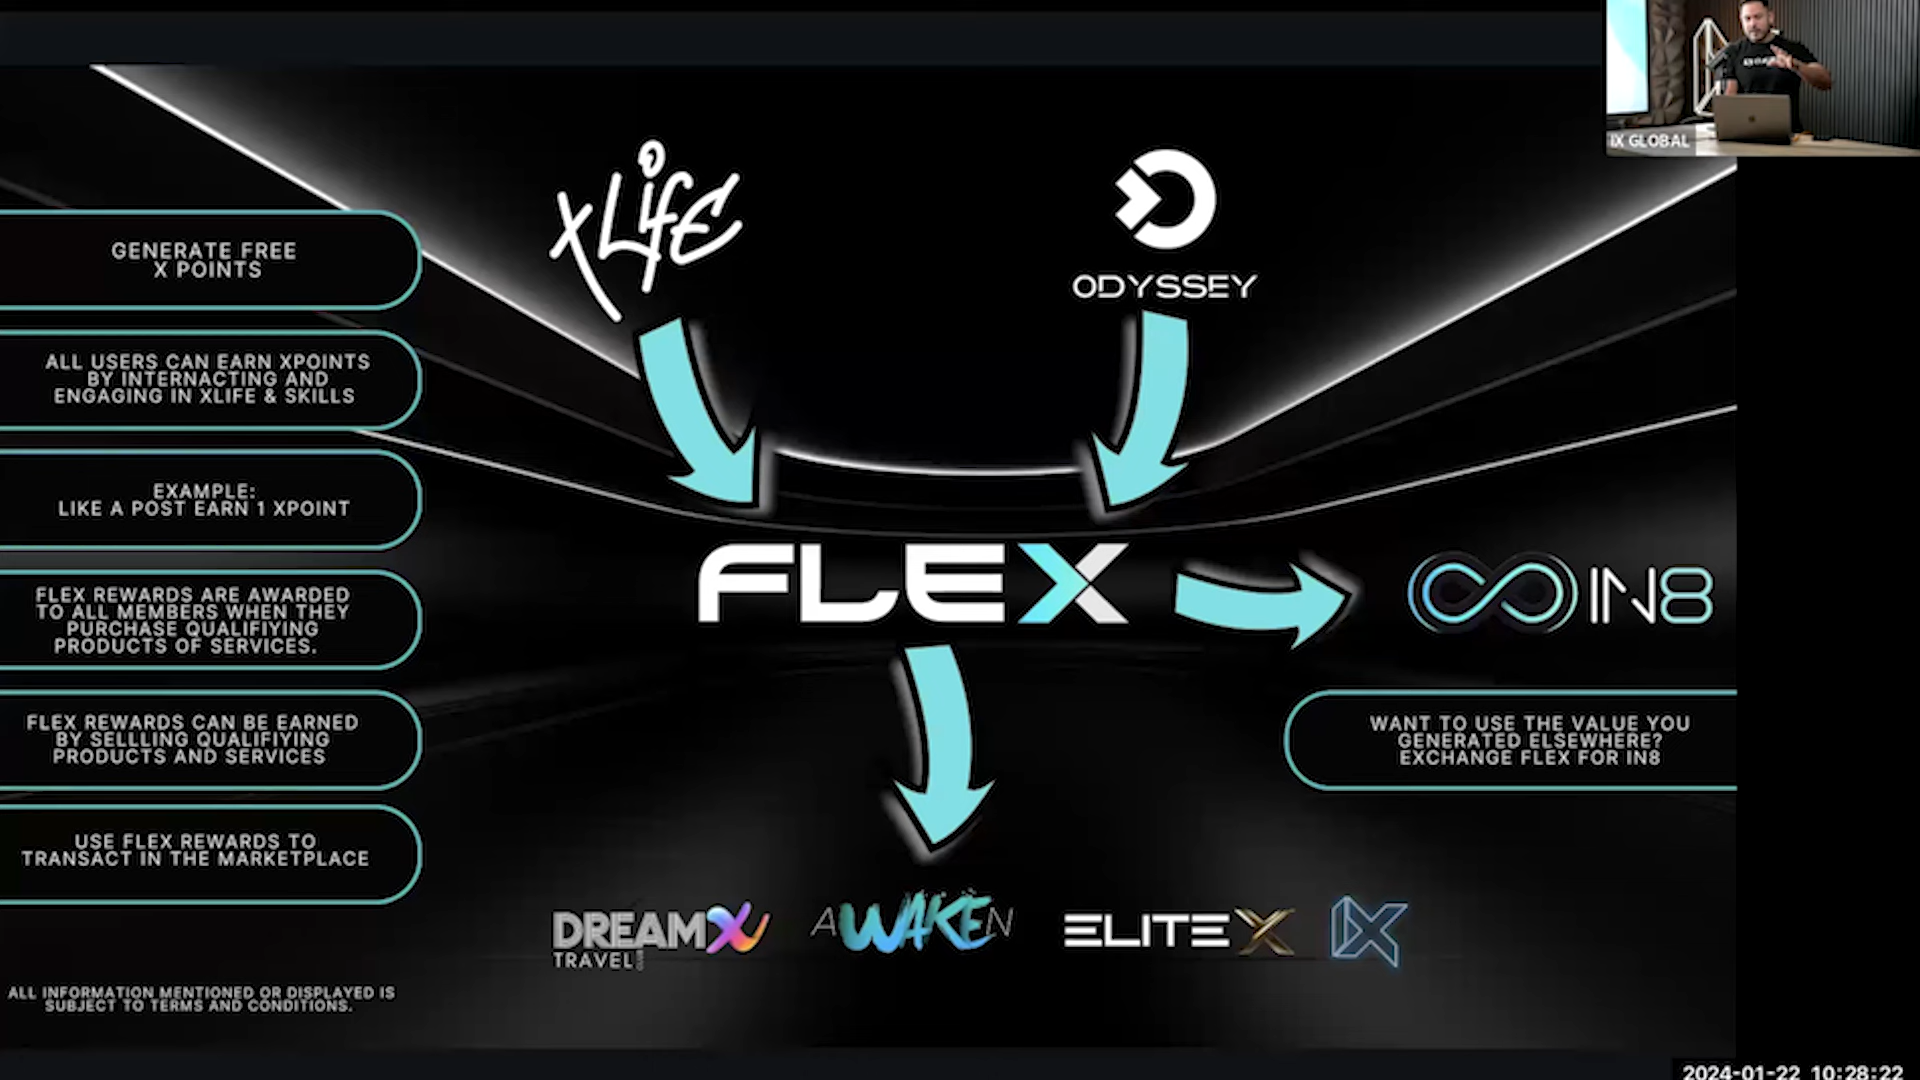 IX GLOBAL
XLIFE
ODYSSEY
GENERATE FREE
X POINTS
ALL USERS CAN EARN XPOINTS
BY INTERNACTING AND
ENGAGING IN XLIFE & SKILLS
EXAMPLE:
LIKE A POST EARN 1 XPOINT
FLEX REWARDS ARE AWARDED
TO ALL MEMBERS WHEN THEY
PURCHASE QUALIFIYING
PRODUCTS OF SERVICES.
FLEX REWARDS CAN BE EARNED
BY SELLLING QUALIFIYING
PRODUCTS AND SERVICES
USE FLEX REWARDS TO
TRANSACT IN THE MARKETPLACE
FLEX
IN8
WANT TO USE THE VALUE YOU
GENERATED ELSEWHERE?
EXCHANGE FLEX FOR IN8
DREAMX
TRAVEL
AWAKEN
ELITEX
IX
ALL INFORMATION MENTIONED OR DISPLAYED IS
SUBJECT TO TERMS AND CONDITIONS.
2024-01-22 10:28:22